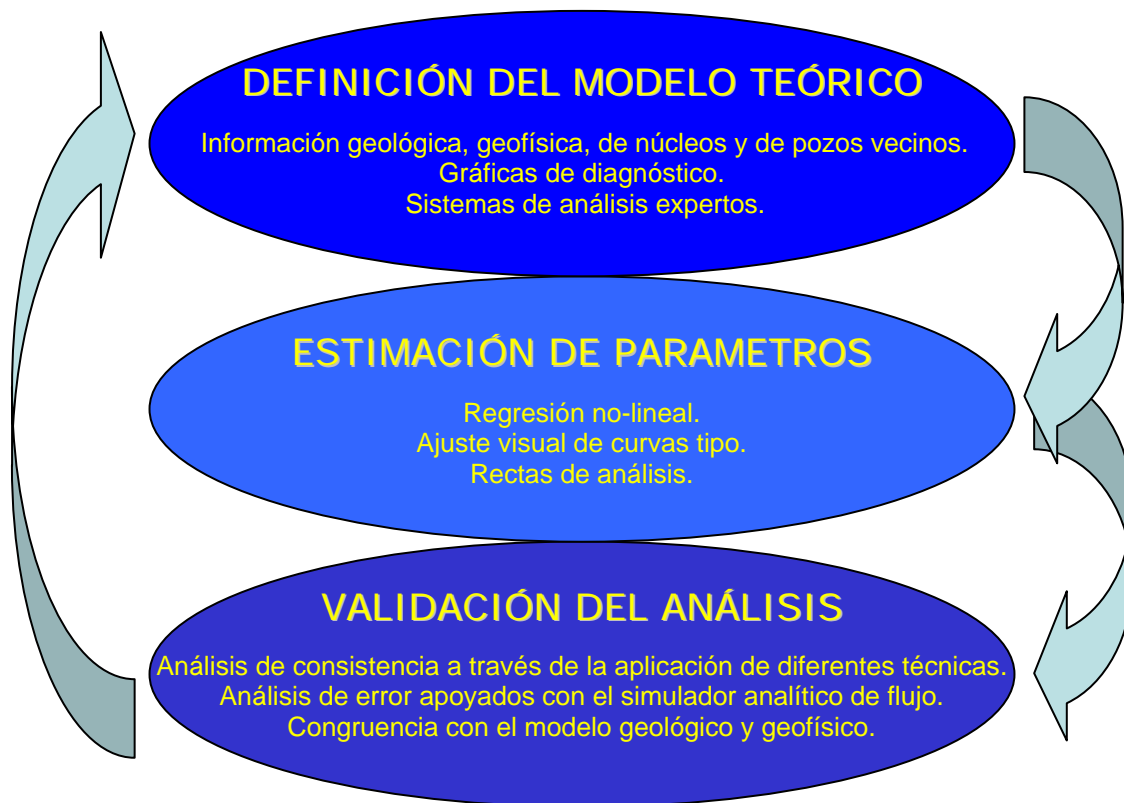 DEFINICIÓN DEL MODELO TEÓRICO
Información geológica, geofísica, de núcleos y de pozos vecinos.
Gráficas de diagnóstico.
Sistemas de análisis expertos.
ESTIMACIÓN DE PARAMETROS
Regresión no-lineal.
Ajuste visual de curvas tipo.
Rectas de análisis.
VALIDACIÓN DEL ANÁLISIS
Análisis de consistencia a través de la aplicación de diferentes técnicas.
Análisis de error apoyados con el simulador analítico de flujo.
Congruencia con el modelo geológico y geofísico.